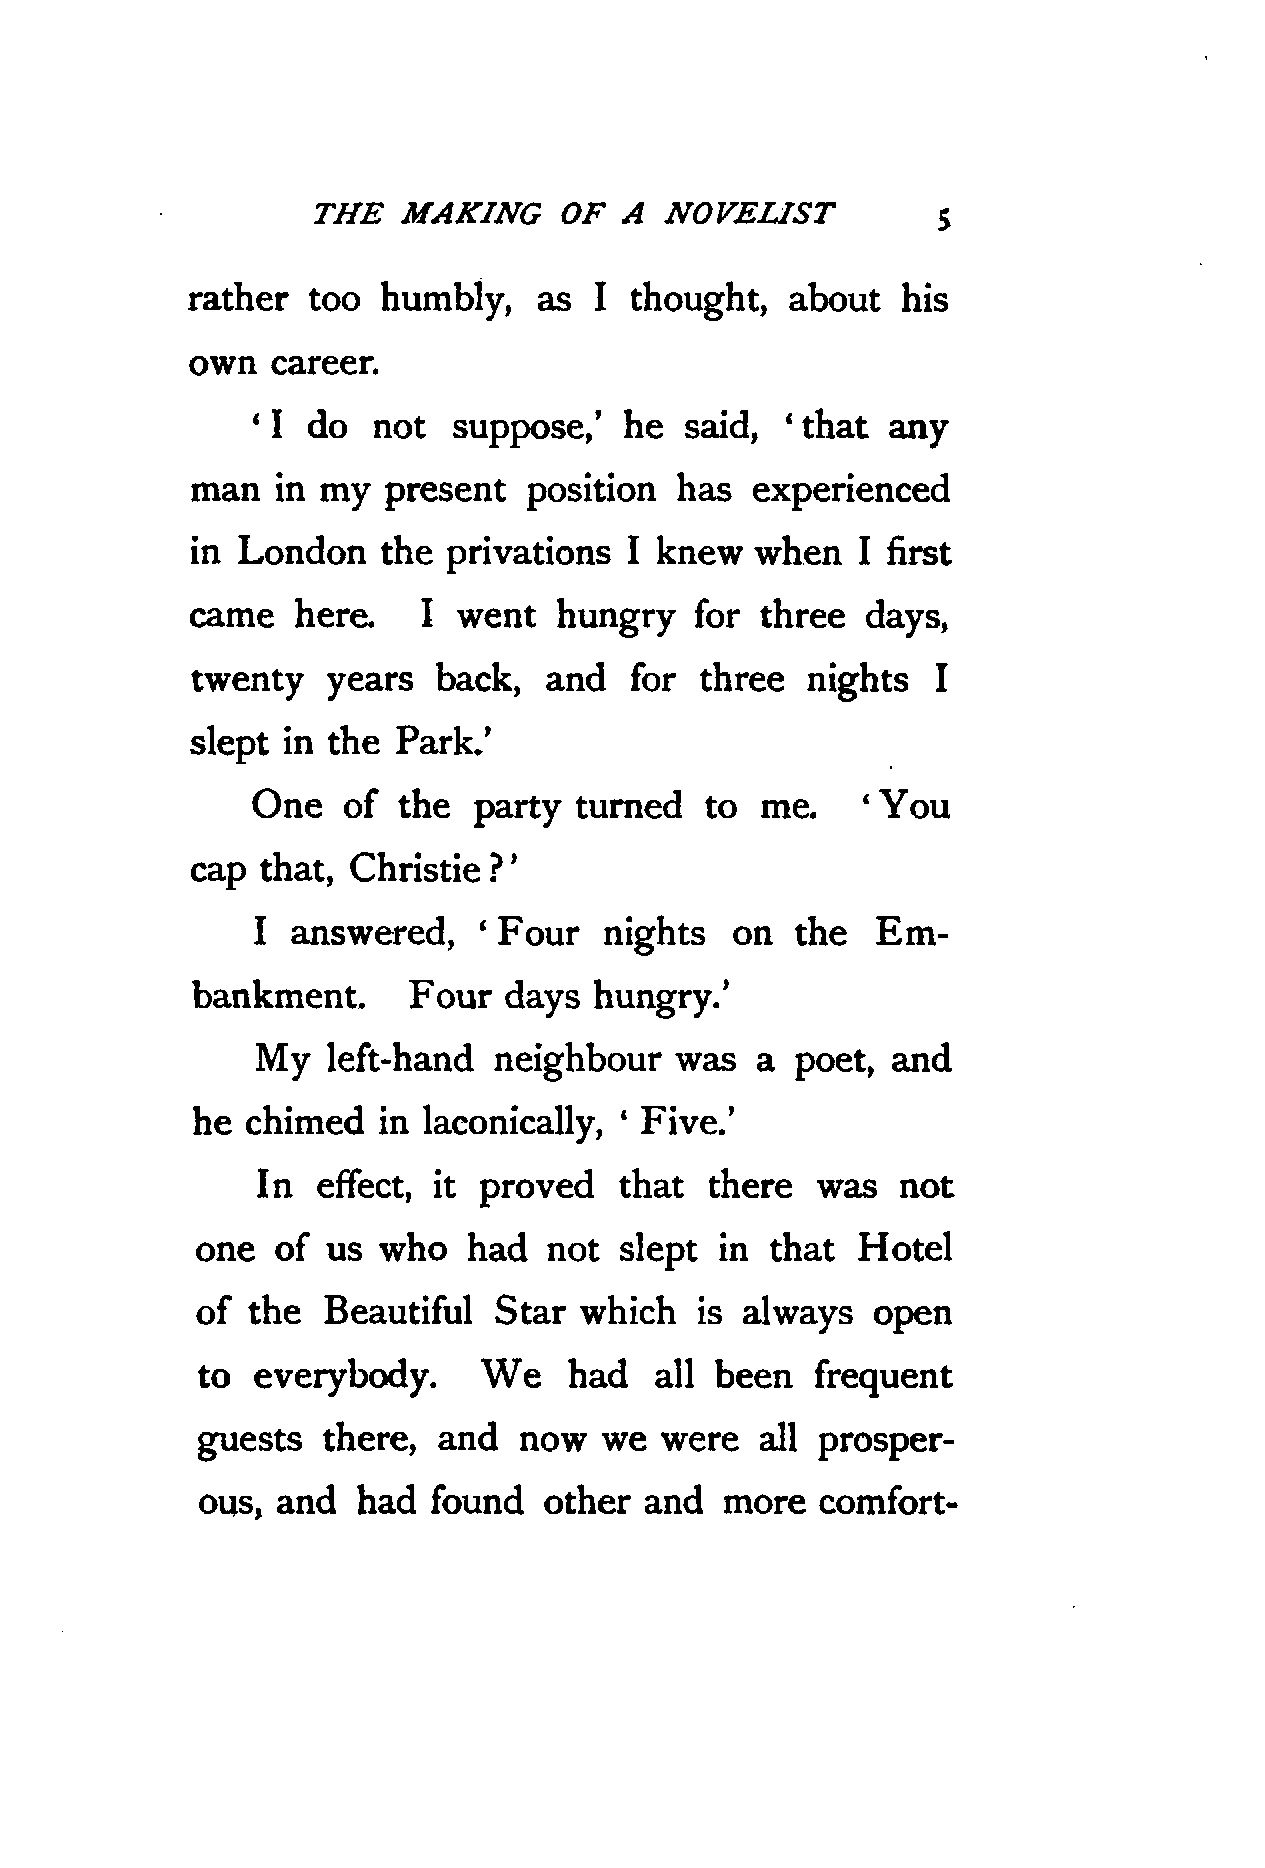 THE MAKING OF A NOVELIST 5
rather too humbly, as I thought, about his
own career.
‘I do not suppose,’ he said, ‘that any
man in my present position has experienced
in London the privations I knew when I first
came here. I went hungry for three days,
twenty years back, and for three nights I
slept in the Park.’
One of the party turned to me. ‘You
cap that, Christie?’
I answered, ‘Four nights on the Em-
bankment. Four days hungry.’
My left-hand neighbour was a poet, and
he chimed in laconically, ‘Five.’
In effect, it proved that there was not
one of us who had not slept in that Hotel
of the Beautiful Star which is always open
to everybody. We had all been frequent
guests there, and now we were all prosper-
ous, and had found other and more comfort-